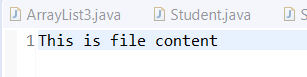 ArrayList3.java Student.java S
1 This is file content